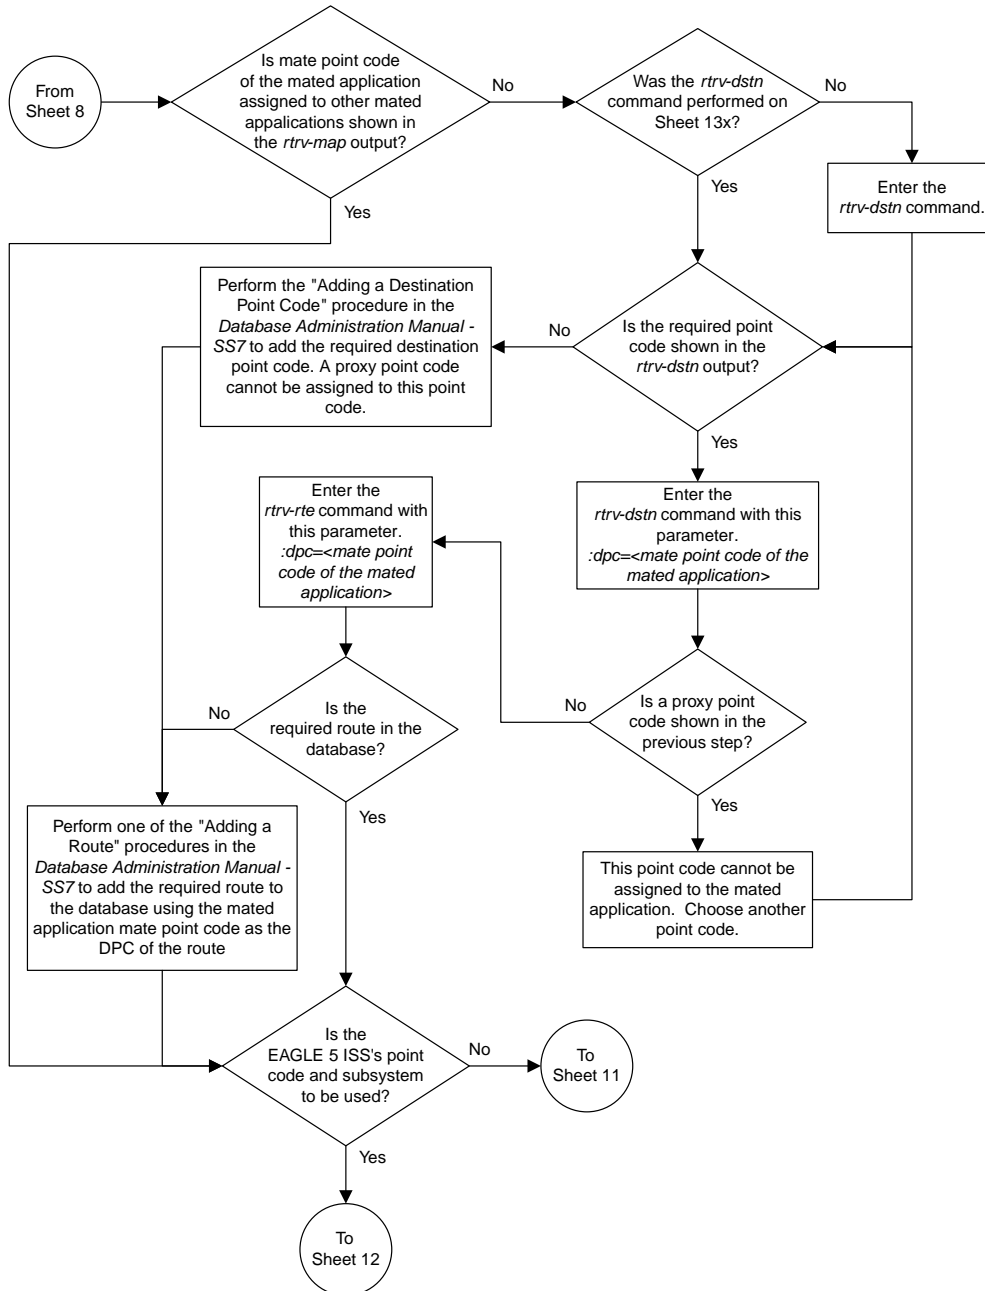 From
Sheet 8
Is mate point code
of the mated application
assigned to other mated
appalications shown in
the rtrv-map output?
No
Yes
Was the rtrv-dstn
command performed on
Sheet 13x?
No
Yes
Enter the
rtrv-dstn command.
Perform the "Adding a Destination
Point Code" procedure in the
Database Administration Manual -
SS7 to add the required destination
point code. A proxy point code
cannot be assigned to this point
code.
No
Is the required point
code shown in the
rtrv-dstn output?
Yes
Enter the
rtrv-rte command with
this parameter.
:dpc=<mate point
code of the mated
application>
Enter the
rtrv-dstn command with this
parameter.
:dpc=<mate point code of the
mated application>
No
Is the
required route in the
database?
Yes
No
Is a proxy point
code shown in the
previous step?
Yes
Perform one of the "Adding a
Route" procedures in the
Database Administration Manual -
SS7 to add the required route to
the database using the mated
application mate point code as the
DPC of the route
This point code cannot be
assigned to the mated
application.  Choose another
point code.
Is the
EAGLE 5 ISS's point
code and subsystem
to be used?
No
To
Sheet 11
Yes
To
Sheet 12